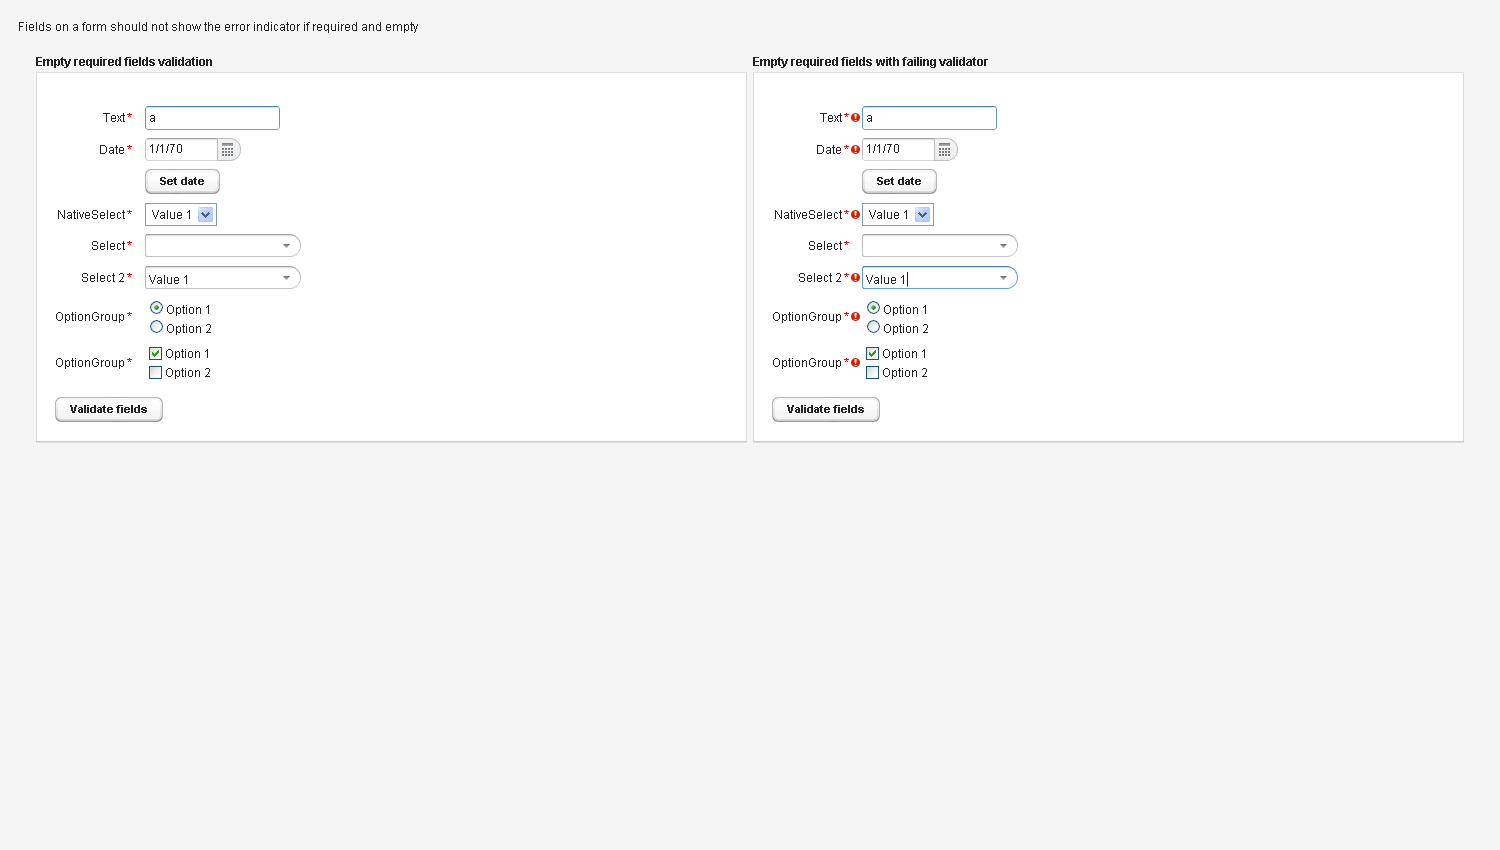 Fields on a form should not show the error indicator if required and empty
Empty required fields validation
Text*
a
Date*
1/1/70
Set date
NativeSelect*
Value 1
Select*
Select 2*
Value 1
OptionGroup*
Option 1
Option 2
OptionGroup*
Option 1
Option 2
Validate fields
Empty required fields with failing validator
Text*
a
Date*
1/1/70
Set date
NativeSelect*
Value 1
Select*
Select 2*
Value 1
OptionGroup*
Option 1
Option 2
OptionGroup*
Option 1
Option 2
Validate fields